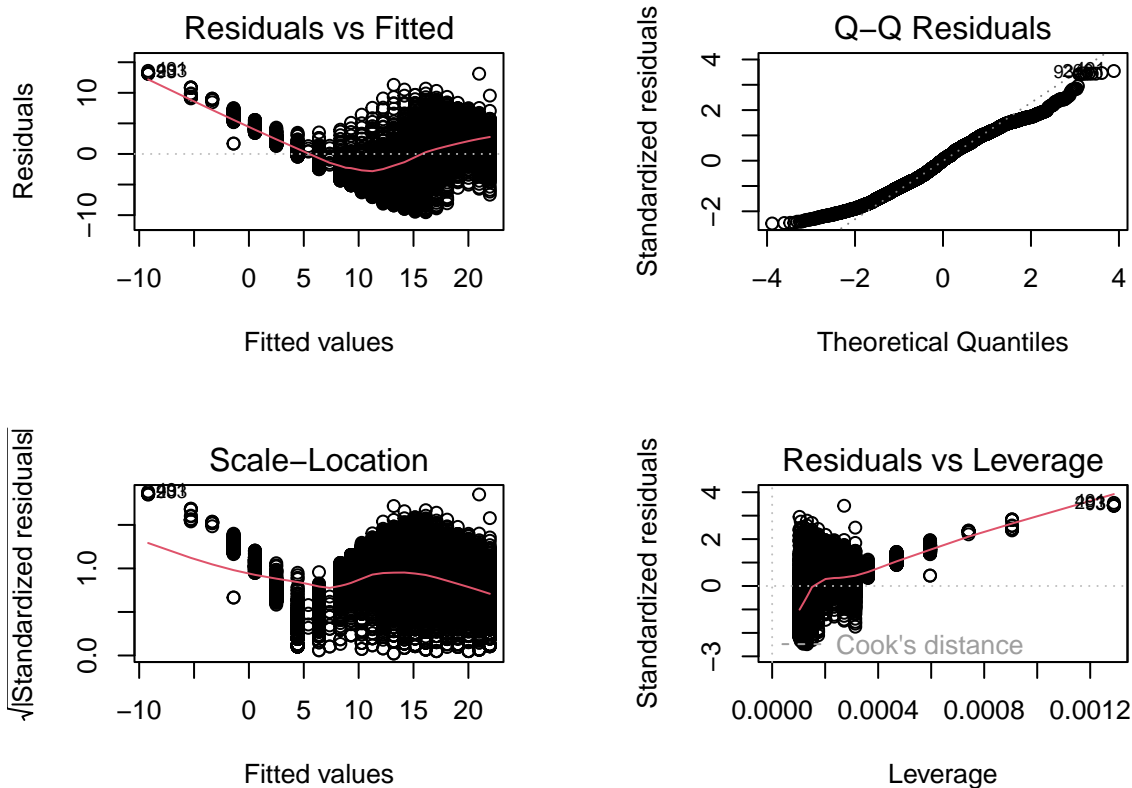 Residuals vs Fitted
Residuals
−10 0 10
−10 0 5 10 15 20
Fitted values
Q−Q Residuals
Standardized residuals
−2 0 2 4
−4 −2 0 2 4
Theoretical Quantiles
Scale−Location
√|Standardized residuals|
0.0 1.0
−10 0 5 10 15 20
Fitted values
Residuals vs Leverage
Standardized residuals
−3 0 2 4
Cook's distance
0.0000 0.0004 0.0008 0.0012
Leverage